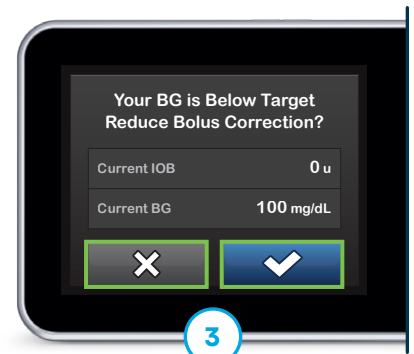 Your BG is Below Target
Reduce Bolus Correction?
Current IOB 0 u
Current BG 100 mg/dL
3